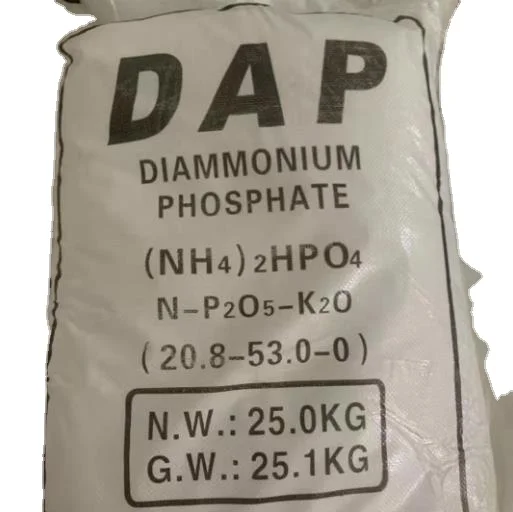 DAP
DIAMMONIUM
PHOSPHATE
(NH4)2HPO4
N-P2O5-K2O
(20.8-53.0-0)
N.W.: 25.0KG
G.W.: 25.1KG